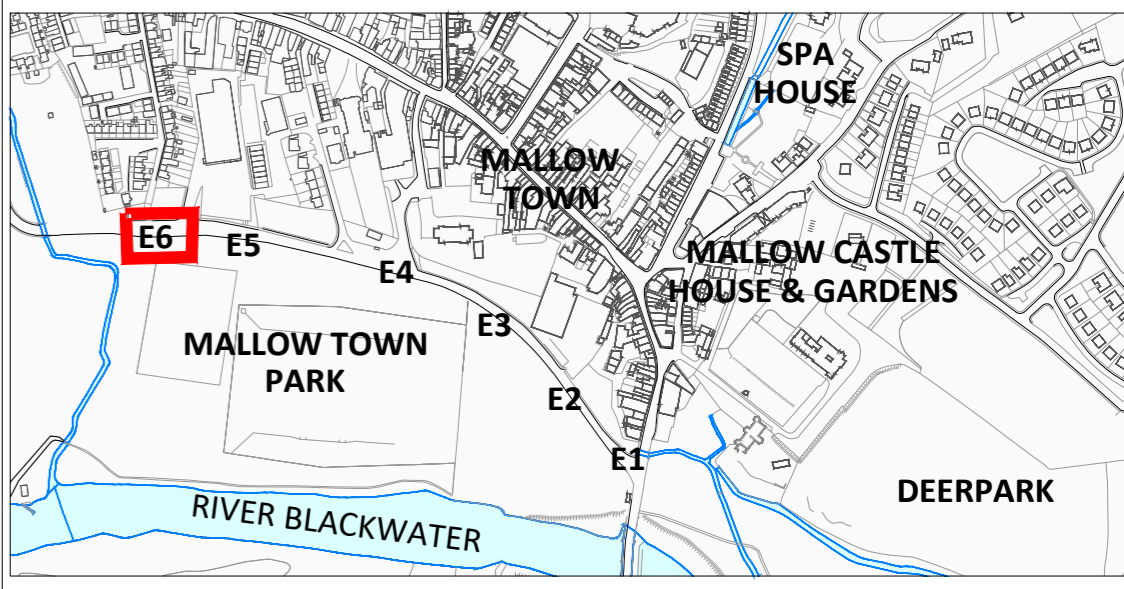 SPA
HOUSE
MALLOW
TOWN
E6
E5
E4
MALLOW CASTLE
HOUSE & GARDENS
E3
MALLOW TOWN
PARK
E2
E1
DEERPARK
RIVER BLACKWATER